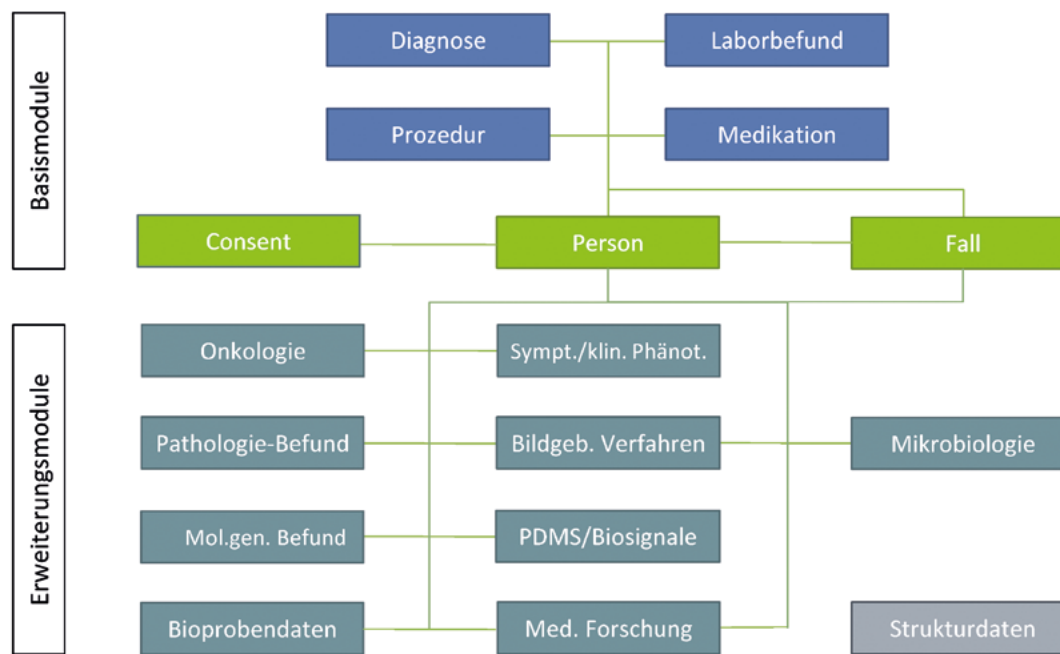 Basismodule
Diagnose
Laborbefund
Prozedur
Medikation
Consent
Person
Fall
Erweiterungsmodule
Onkologie
Sympt./klin. Phänot.
Pathologie-Befund
Bildgeb. Verfahren
Mikrobiologie
Mol.gen. Befund
PDMS/Biosignale
Bioprobendaten
Med. Forschung
Strukturdaten